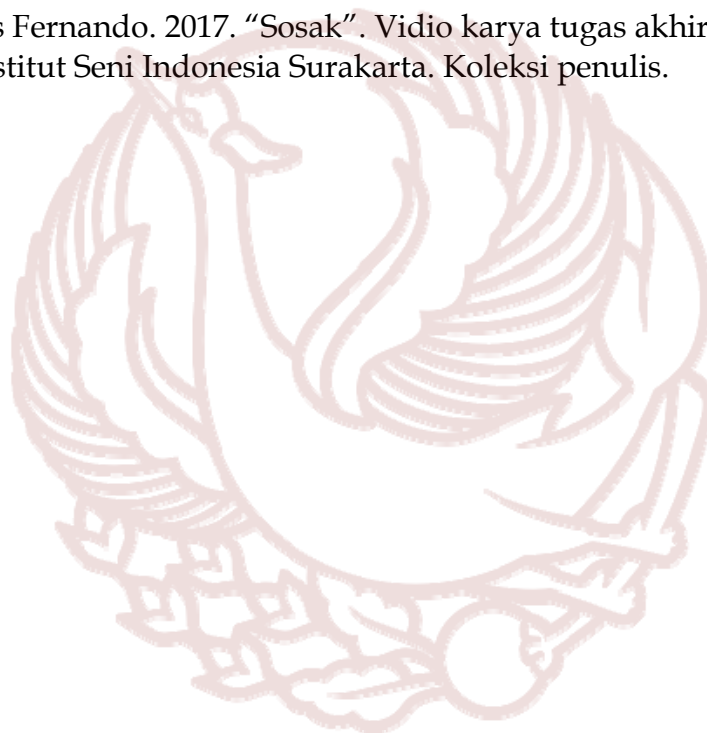 s Fernando. 2017. “Sosak”. Vidio karya tugas akhir
stitut Seni Indonesia Surakarta. Koleksi penulis.